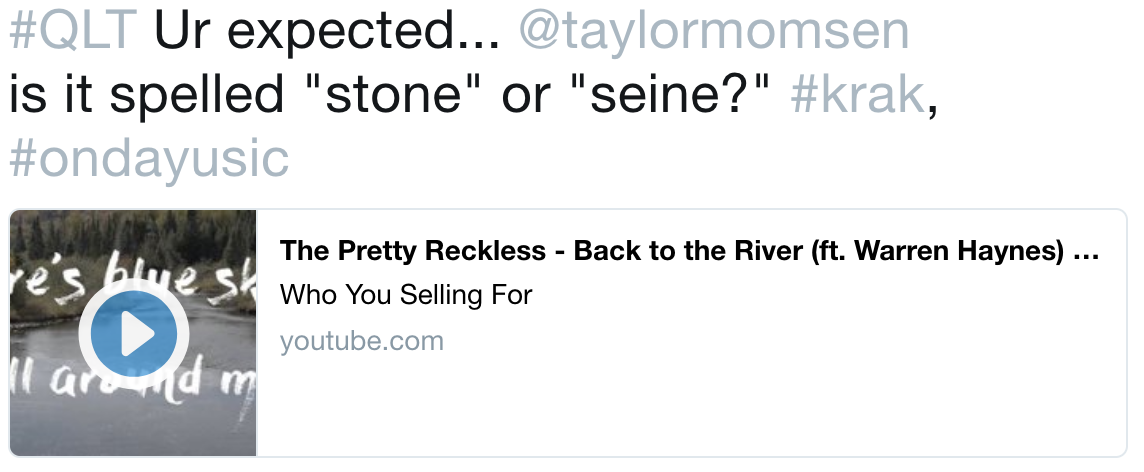 #QLT Ur expected... @taylormomsen
is it spelled "stone" or "seine?" #krak,
#ondayusic
re's blue sk
ll around m
The Pretty Reckless - Back to the River (ft. Warren Haynes) ...
Who You Selling For
youtube.com